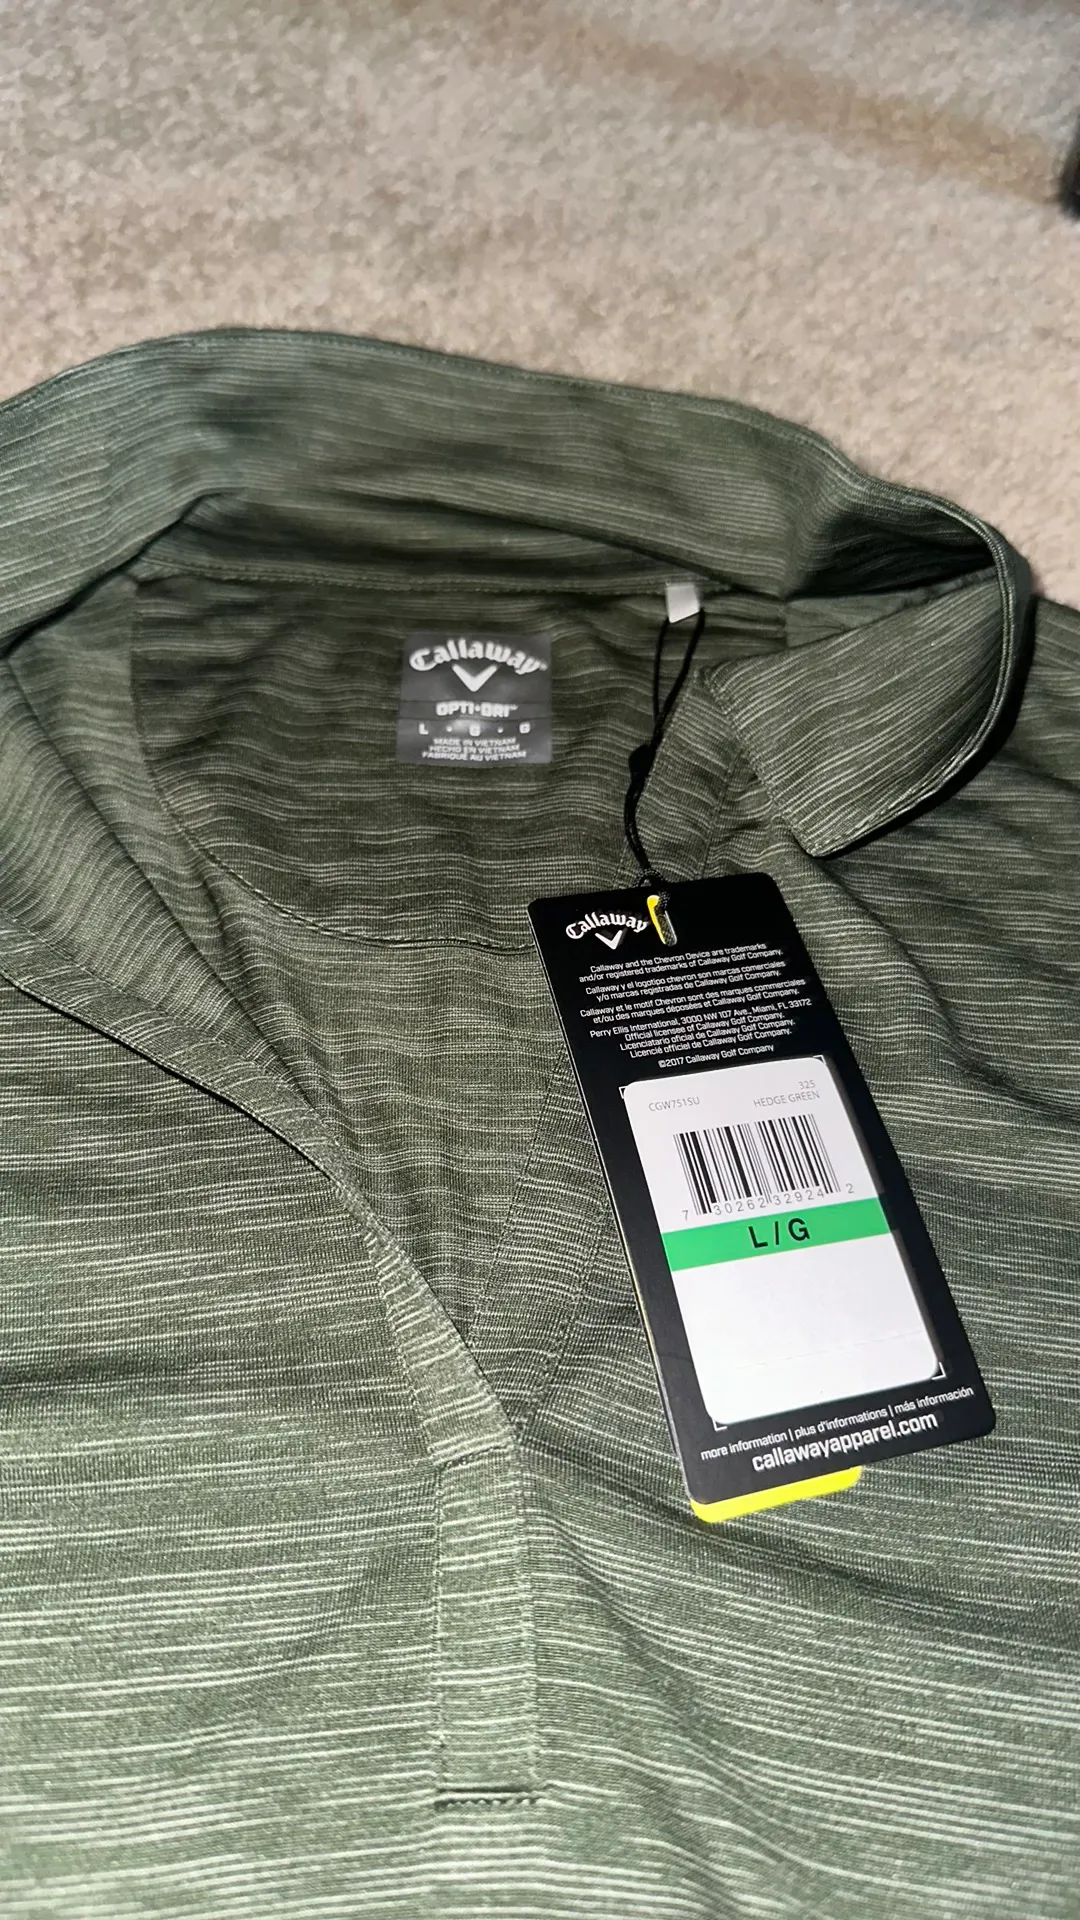 Callaway™
OPTI•DRI™
L • G • G
MADE IN VIETNAM
HECHO EN VIETNAM
FABRIQUÉ AU VIETNAM
Callaway
Callaway and the Chevron Device are trademarks
and/or registered trademarks of Callaway Golf Company.
Callaway y el logotipo chevron son marcas comerciales
y/o marcas registradas de Callaway Golf Company.
Callaway et le motif Chevron sont des marques commerciales
et/ou des marques déposées et Callaway Golf Company.
Perry Ellis International, 3000 NW 107 Ave., Miami, FL 33172
Official licensee of Callaway Golf Company.
Licenciatario oficial de Callaway Golf Company.
Licencié officiel de Callaway Golf Company.
©2017 Callaway Golf Company
325
CGW751SU HEDGE GREEN
7 30262 32924 2
L/G
more information | plus d'informations | más información
callawayapparel.com